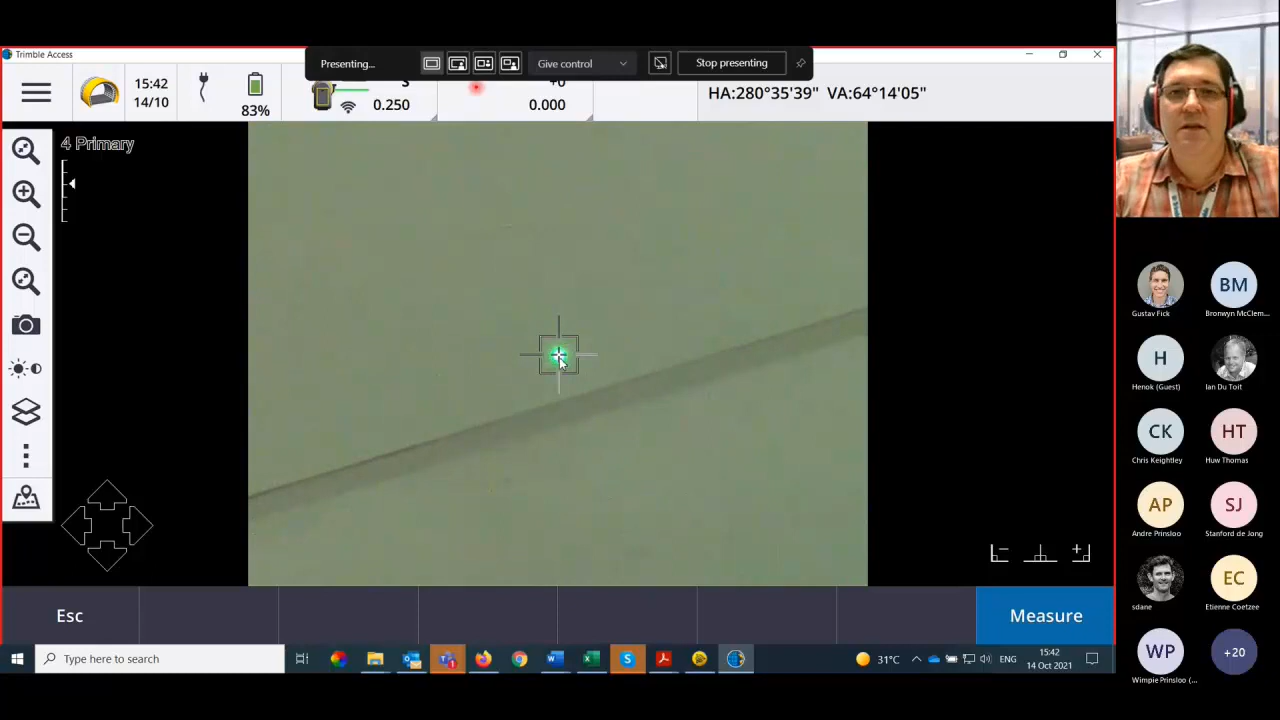 Trimble Access
Presenting...
Give control
Stop presenting
15:42
14/10
83%
S
0.250
+0
0.000
HA:280°35'39" VA:64°14'05"
4 Primary
Esc
Measure
Type here to search
31°C
ENG
15:42
14 Oct 2021
Gustav Fick
BM
Bronwyn McClem...
H
Henok (Guest)
Ian Du Toit
CK
Chris Keightley
HT
Huw Thomas
AP
Andre Prinsloo
SJ
Stanford de Jong
sdane
EC
Etienne Coetzee
WP
Wimpie Prinsloo (...
+20